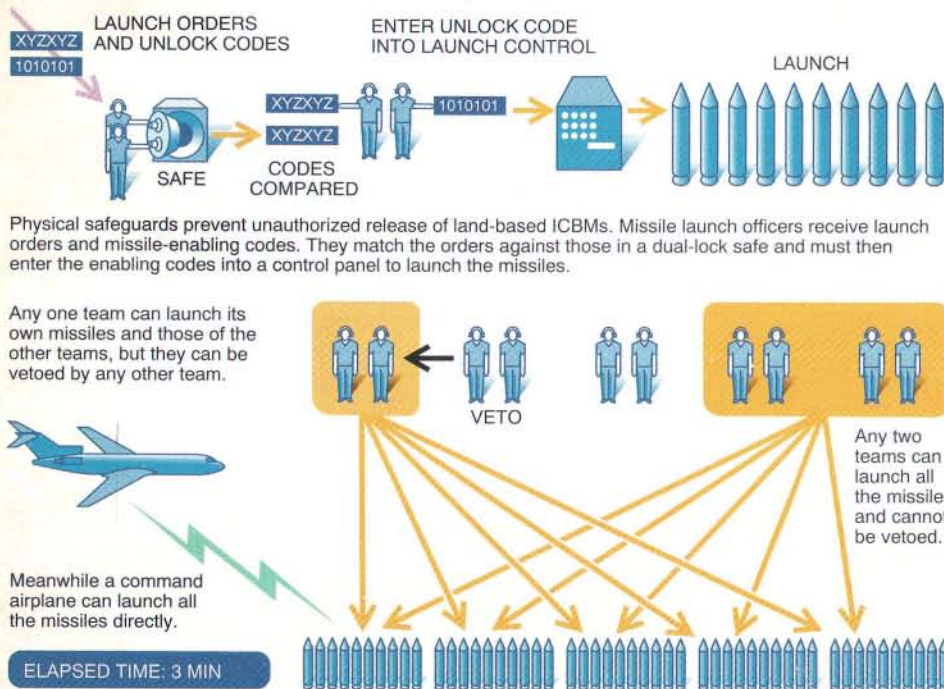 LAUNCH ORDERS
AND UNLOCK CODES
XYZXYZ
1010101
ENTER UNLOCK CODE
INTO LAUNCH CONTROL
LAUNCH
XYZXYZ
1010101
XYZXYZ
SAFE
CODES
COMPARED
Physical safeguards prevent unauthorized release of land-based ICBMs. Missile launch officers receive launch
orders and missile-enabling codes. They match the orders against those in a dual-lock safe and must then
enter the enabling codes into a control panel to launch the missiles.
Any one team can launch its
own missiles and those of the
other teams, but they can be
vetoed by any other team.
VETO
Any two
teams can
launch all
the missile
and cannot
be vetoed.
Meanwhile a command
airplane can launch all
the missiles directly.
ELAPSED TIME: 3 MIN